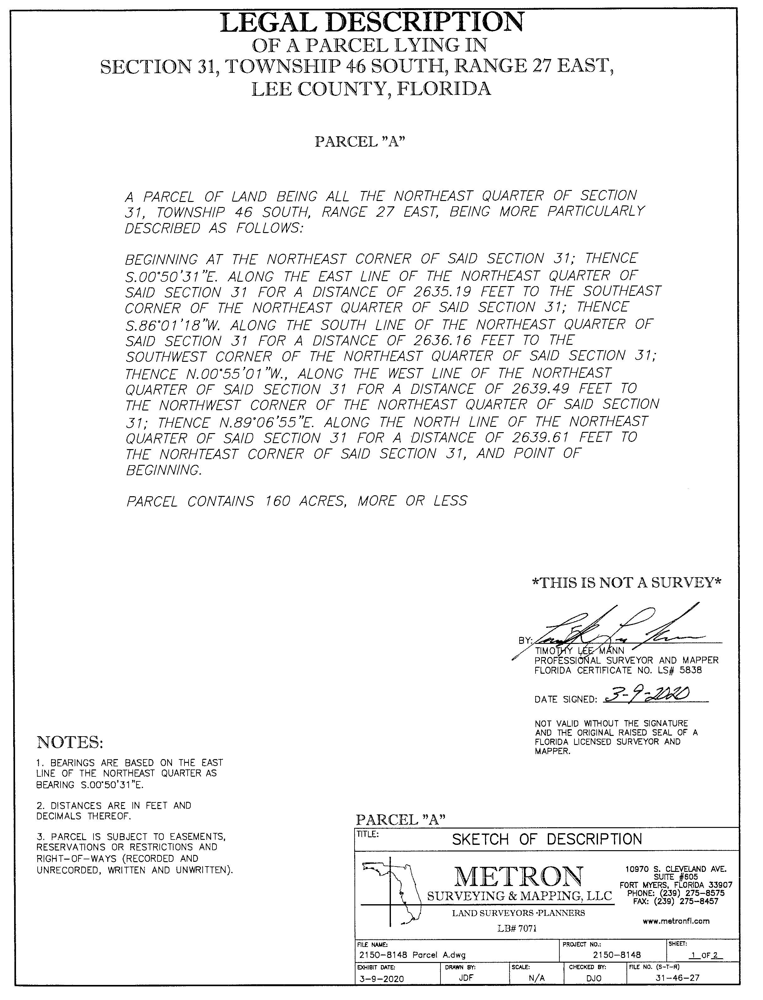 LEGAL DESCRIPTION
OF A PARCEL LYING IN
SECTION 31, TOWNSHIP 46 SOUTH, RANGE 27 EAST,
LEE COUNTY, FLORIDA
PARCEL "A"
A PARCEL OF LAND BEING ALL THE NORTHEAST QUARTER OF SECTION
31, TOWNSHIP 46 SOUTH, RANGE 27 EAST, BEING MORE PARTICULARLY
DESCRIBED AS FOLLOWS:
BEGINNING AT THE NORTHEAST CORNER OF SAID SECTION 31; THENCE
S.00°50'31"E. ALONG THE EAST LINE OF THE NORTHEAST QUARTER OF
SAID SECTION 31 FOR A DISTANCE OF 2635.19 FEET TO THE SOUTHEAST
CORNER OF THE NORTHEAST QUARTER OF SAID SECTION 31; THENCE
S.86°01'18"W. ALONG THE SOUTH LINE OF THE NORTHEAST QUARTER OF
SAID SECTION 31 FOR A DISTANCE OF 2636.16 FEET TO THE
SOUTHWEST CORNER OF THE NORTHEAST QUARTER OF SAID SECTION 31;
THENCE N.00°55'01"W., ALONG THE WEST LINE OF THE NORTHEAST
QUARTER OF SAID SECTION 31 FOR A DISTANCE OF 2639.49 FEET TO
THE NORTHWEST CORNER OF THE NORTHEAST QUARTER OF SAID SECTION
31; THENCE N.89°06'55"E. ALONG THE NORTH LINE OF THE NORTHEAST
QUARTER OF SAID SECTION 31 FOR A DISTANCE OF 2639.61 FEET TO
THE NORHTEAST CORNER OF SAID SECTION 31, AND POINT OF
BEGINNING.
PARCEL CONTAINS 160 ACRES, MORE OR LESS
*THIS IS NOT A SURVEY*
BY:
TIMOTHY LEE MANN
PROFESSIONAL SURVEYOR AND MAPPER
FLORIDA CERTIFICATE NO. LS# 5838
DATE SIGNED: 3-9-2020
NOT VALID WITHOUT THE SIGNATURE
AND THE ORIGINAL RAISED SEAL OF A
FLORIDA LICENSED SURVEYOR AND
MAPPER.
NOTES:
1. BEARINGS ARE BASED ON THE EAST
LINE OF THE NORTHEAST QUARTER AS
BEARING S.00°50'31"E.
2. DISTANCES ARE IN FEET AND
DECIMALS THEREOF.
3. PARCEL IS SUBJECT TO EASEMENTS,
RESERVATIONS OR RESTRICTIONS AND
RIGHT-OF-WAYS (RECORDED AND
UNRECORDED, WRITTEN AND UNWRITTEN).
PARCEL "A"
TITLE:
SKETCH OF DESCRIPTION
METRON
SURVEYING & MAPPING, LLC
LAND SURVEYORS ·PLANNERS
LB# 7071
10970 S. CLEVELAND AVE.
SUITE #605
FORT MYERS, FLORIDA 33907
PHONE: (239) 275-8575
FAX: (239) 275-8457
www.metronfl.com
FILE NAME:
2150-8148 Parcel A.dwg
PROJECT NO.:
2150-8148
SHEET:
1 OF 2
EXHIBIT DATE:
3-9-2020
DRAWN BY:
JDF
SCALE:
N/A
CHECKED BY:
DJO
FILE NO. (S-T-R)
31-46-27